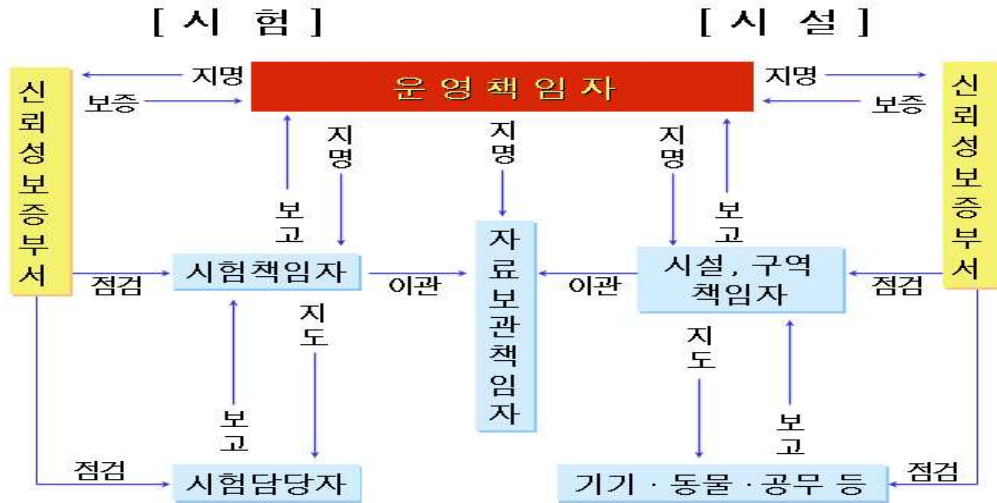 [ 시 험 ]
[ 시 설 ]
신뢰성보증부서
지명
보증
운영책임자
지명
보증
신뢰성보증부서
보고
지명
지명
지명
보고
점검
시험책임자
이관
자료보관책임자
이관
시설, 구역
책임자
점검
보고
지도
지도
보고
점검
시험담당자
기기 · 동물 · 공무 등
점검